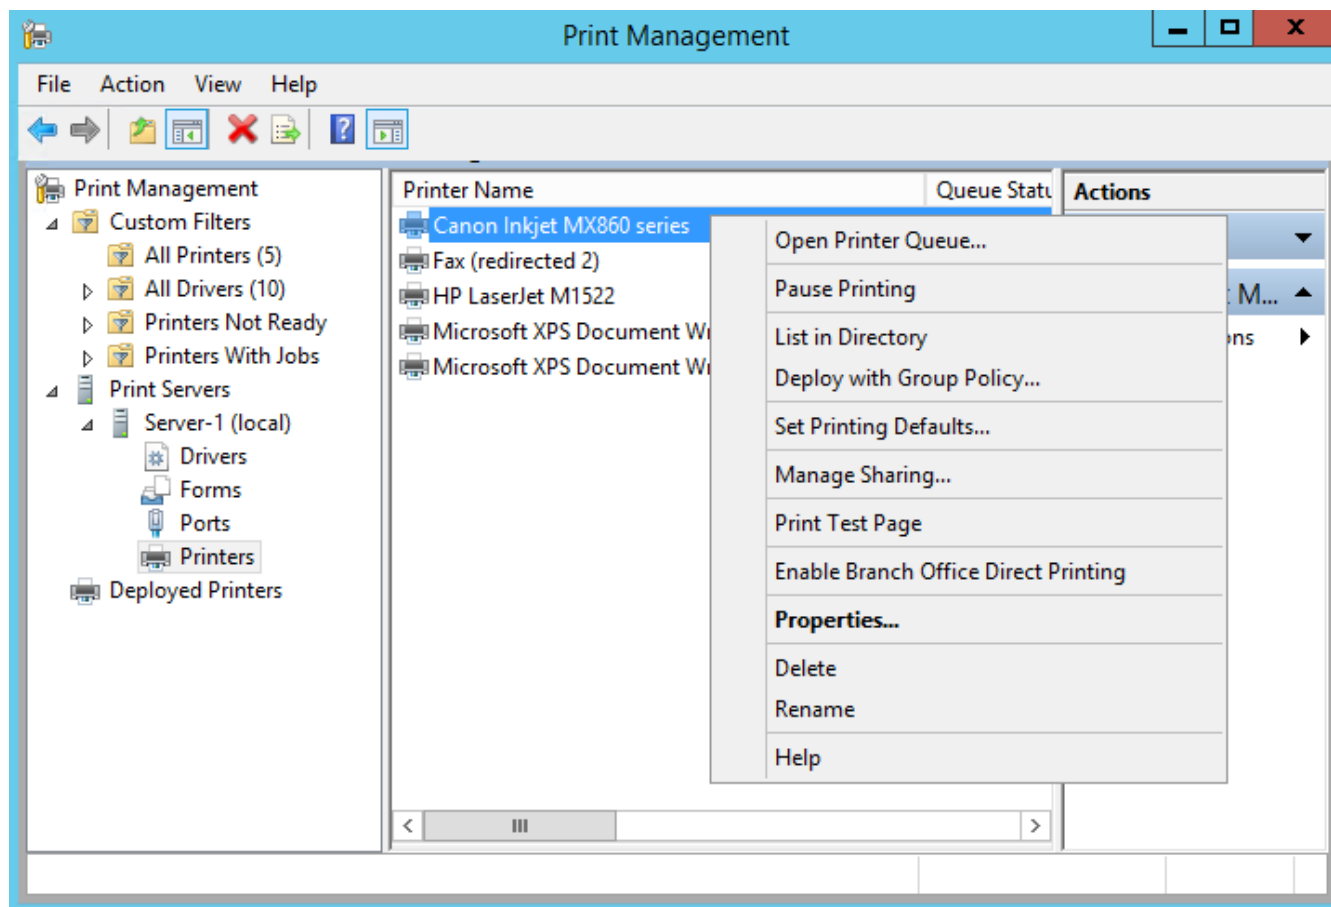 Print Management
File Action View Help
Print Management
Custom Filters
All Printers (5)
All Drivers (10)
Printers Not Ready
Printers With Jobs
Print Servers
Server-1 (local)
Drivers
Forms
Ports
Printers
Deployed Printers
Printer Name Queue Statu
Canon Inkjet MX860 series
Fax (redirected 2)
HP LaserJet M1522
Microsoft XPS Document Wr
Microsoft XPS Document Wr
Open Printer Queue...
Pause Printing
List in Directory
Deploy with Group Policy...
Set Printing Defaults...
Manage Sharing...
Print Test Page
Enable Branch Office Direct Printing
Properties...
Delete
Rename
Help
Actions
M...
ons